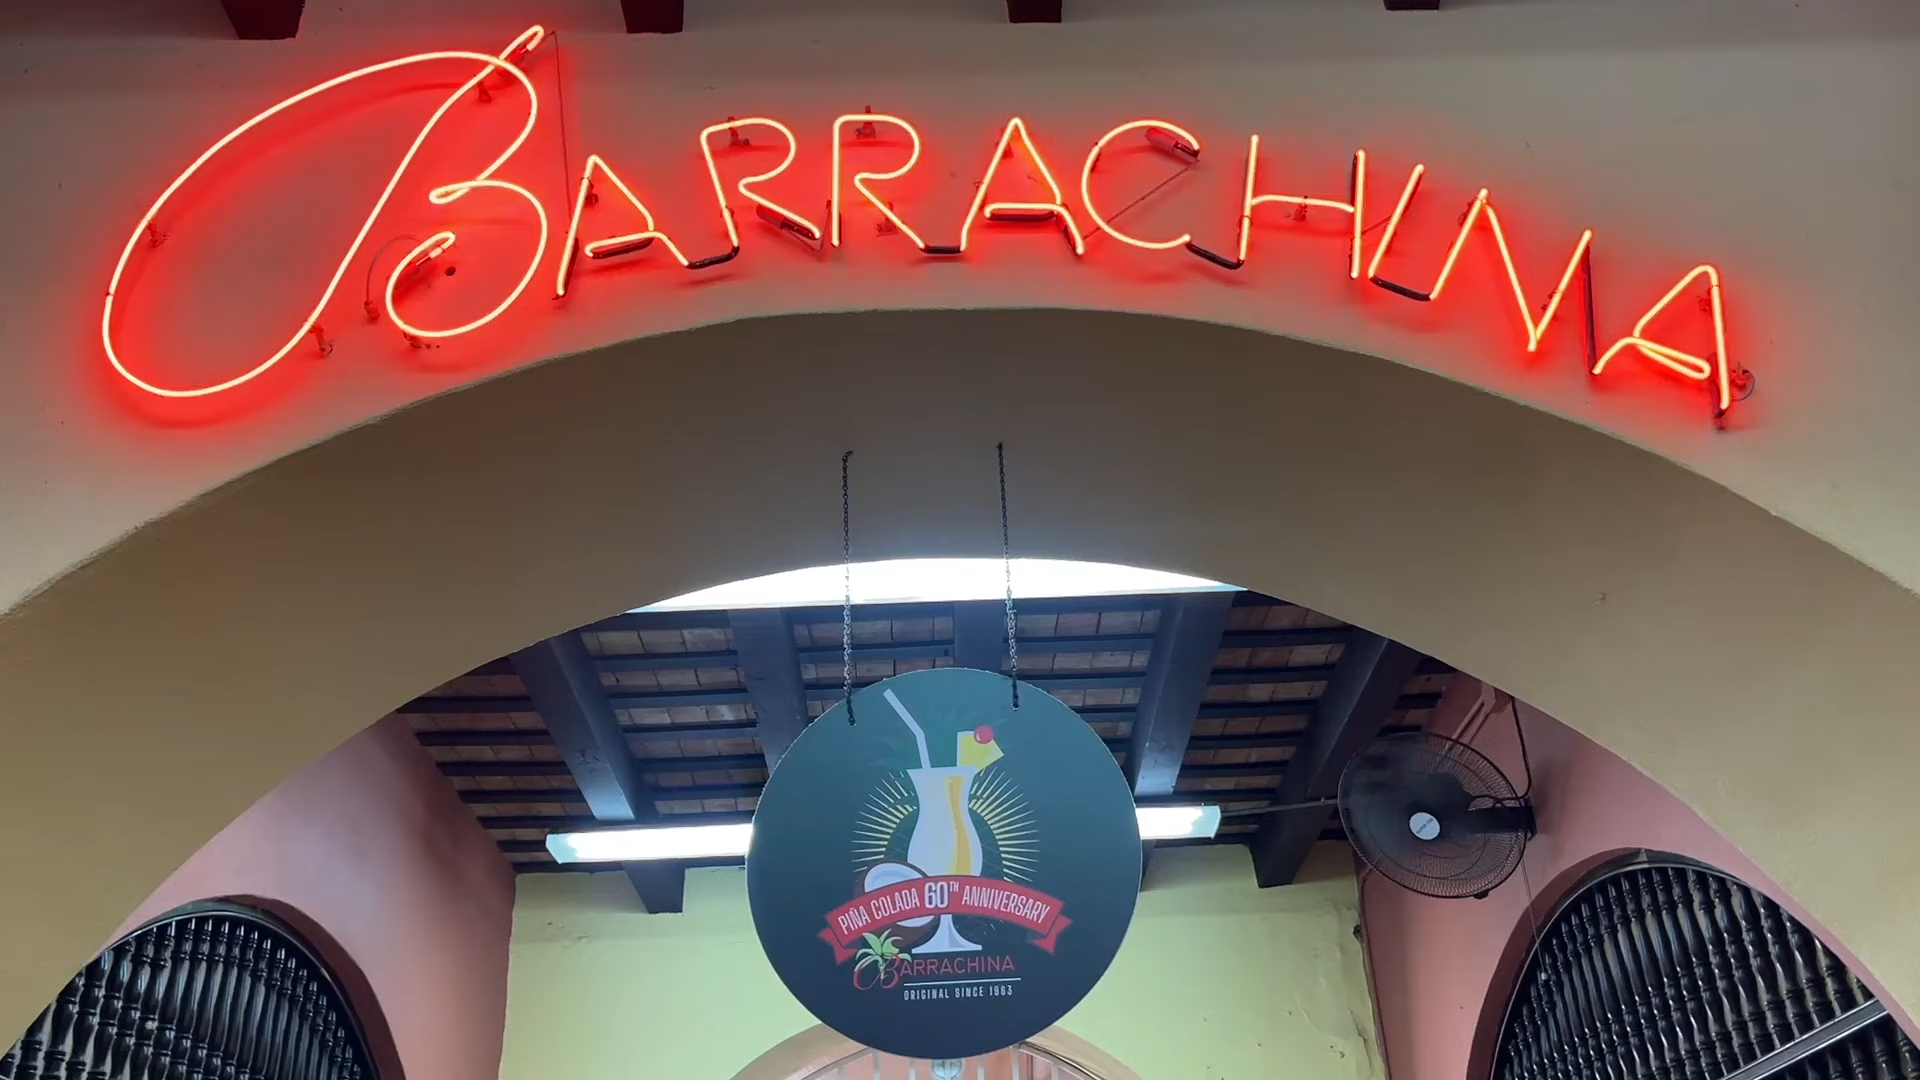 BARRACHINA
PIÑA COLADA 60TH ANNIVERSARY
BARRACHINA
ORIGINAL SINCE 1963